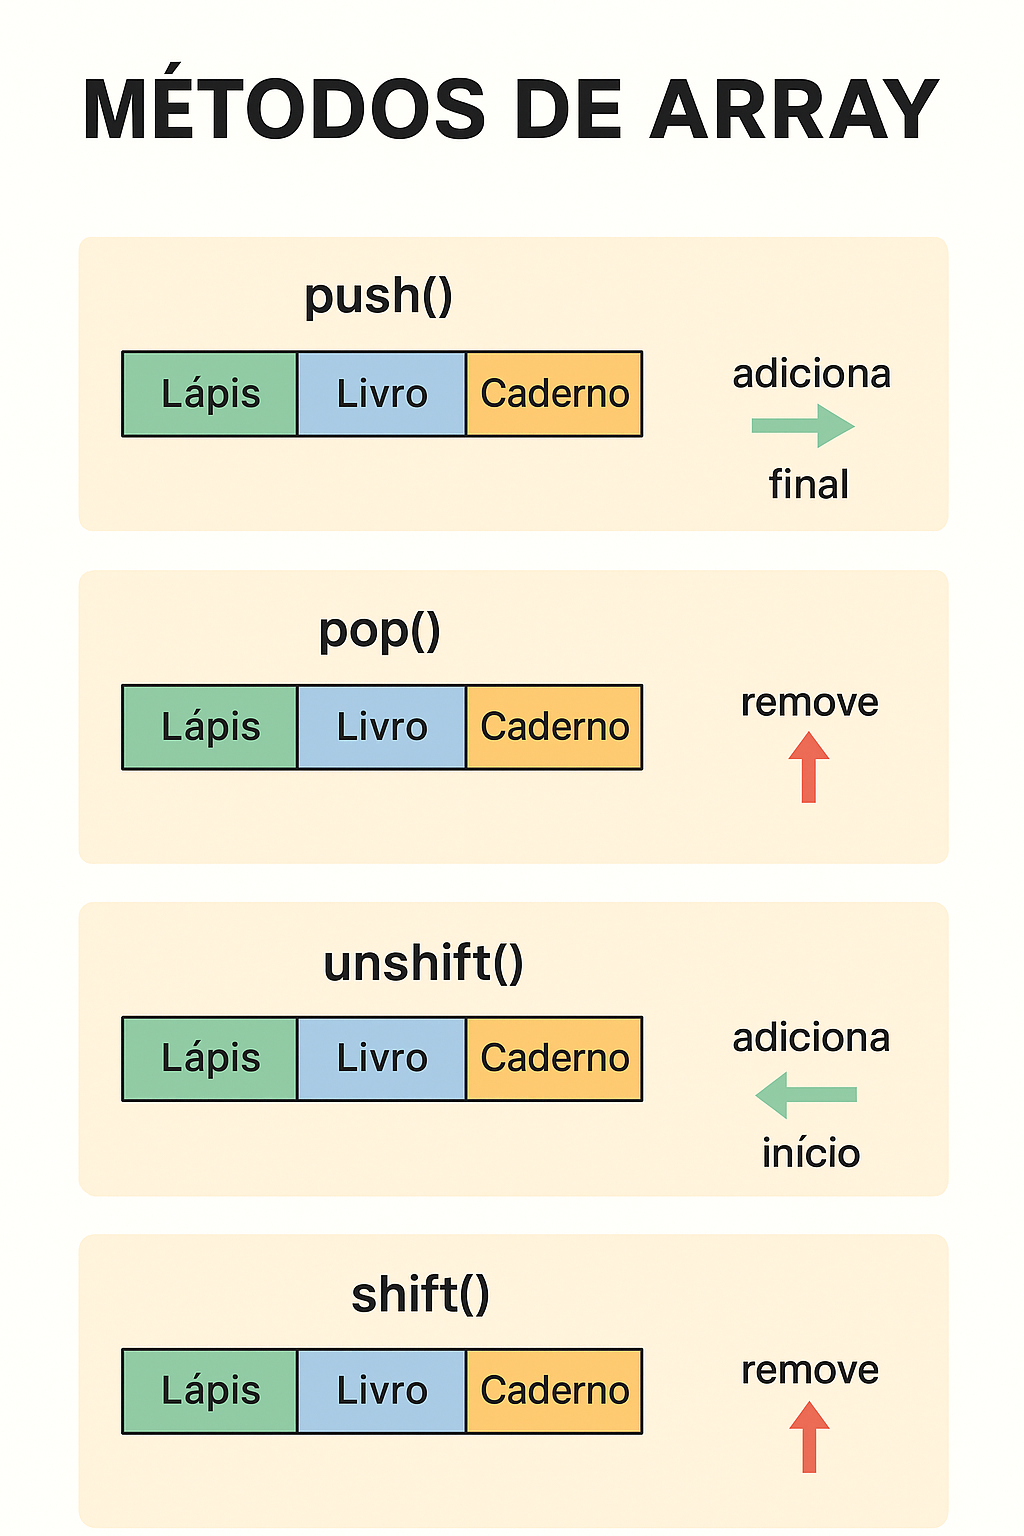 MÉTODOS DE ARRAY
push()
Lápis Livro Caderno
adiciona
final
pop()
Lápis Livro Caderno
remove
unshift()
Lápis Livro Caderno
adiciona
início
shift()
Lápis Livro Caderno
remove